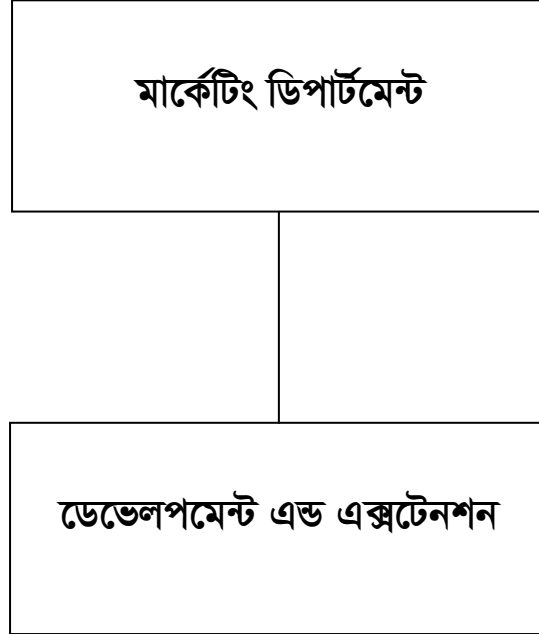 মার্কেটিং ডিপার্টমেন্ট
ডেভেলপমেন্ট এন্ড এক্সটেনশন